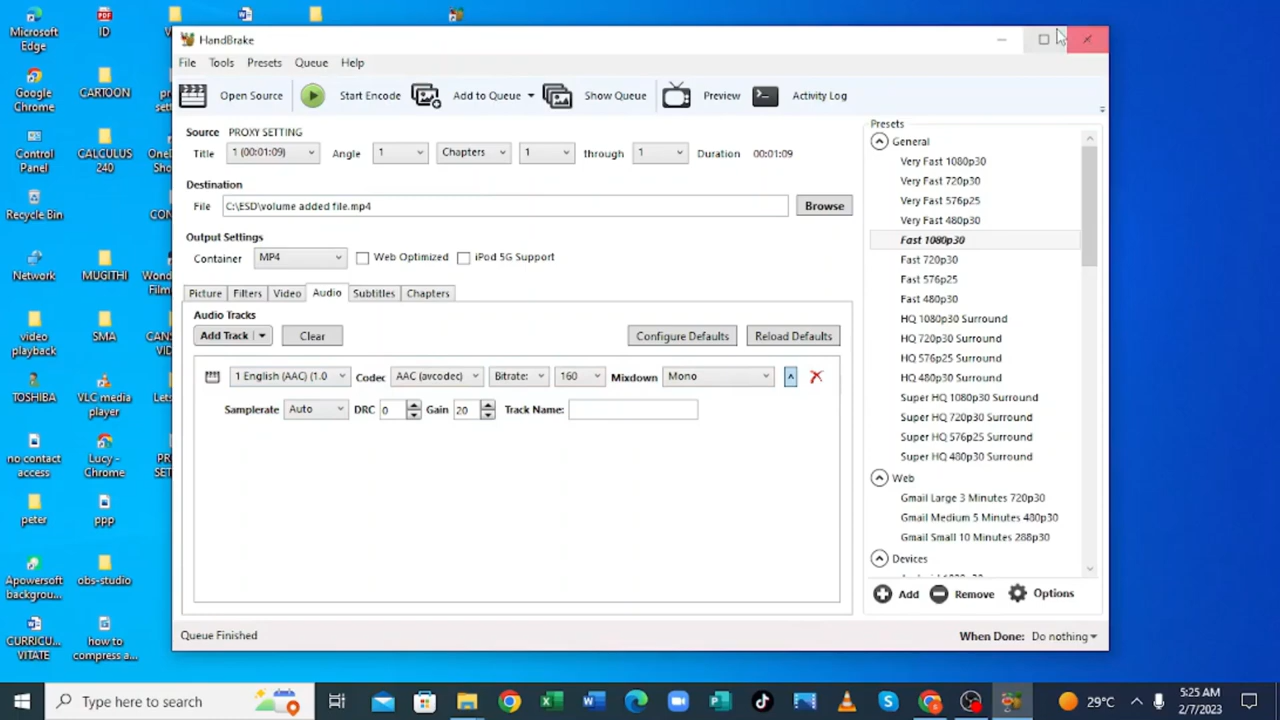 Microsoft Edge
ID
HandBrake
File Tools Presets Queue Help
Open Source Start Encode Add to Queue Show Queue Preview Activity Log
Google Chrome
CARTOON
Source PROXY SETTING
Title 1 (00:01:09) Angle 1 Chapters 1 through 1 Duration 00:01:09
Control Panel
CALCULUS 240
Destination
File C:\ESD\volume added file.mp4 Browse
Recycle Bin
Output Settings
Container MP4 Web Optimized iPod 5G Support
Network
MUGITHI
Picture Filters Video Audio Subtitles Chapters
Audio Tracks
Add Track Clear Configure Defaults Reload Defaults
video playback
SMA
1 English (AAC) (1.0 Codec AAC (avcodec) Bitrate: 160 Mixdown Mono
Samplerate Auto DRC 0 Gain 20 Track Name:
TOSHIBA
VLC media player
no contact access
Lucy - Chrome
peter
ppp
Apowersoft backgrou...
obs-studio
CURRICU... VITATE
how to compress a...
Presets
General
Very Fast 1080p30
Very Fast 720p30
Very Fast 576p25
Very Fast 480p30
Fast 1080p30
Fast 720p30
Fast 576p25
Fast 480p30
HQ 1080p30 Surround
HQ 720p30 Surround
HQ 576p25 Surround
HQ 480p30 Surround
Super HQ 1080p30 Surround
Super HQ 720p30 Surround
Super HQ 576p25 Surround
Super HQ 480p30 Surround
Web
Gmail Large 3 Minutes 720p30
Gmail Medium 5 Minutes 480p30
Gmail Small 10 Minutes 288p30
Devices
Add Remove Options
Queue Finished
When Done: Do nothing
Type here to search
29°C
5:25 AM
2/7/2023